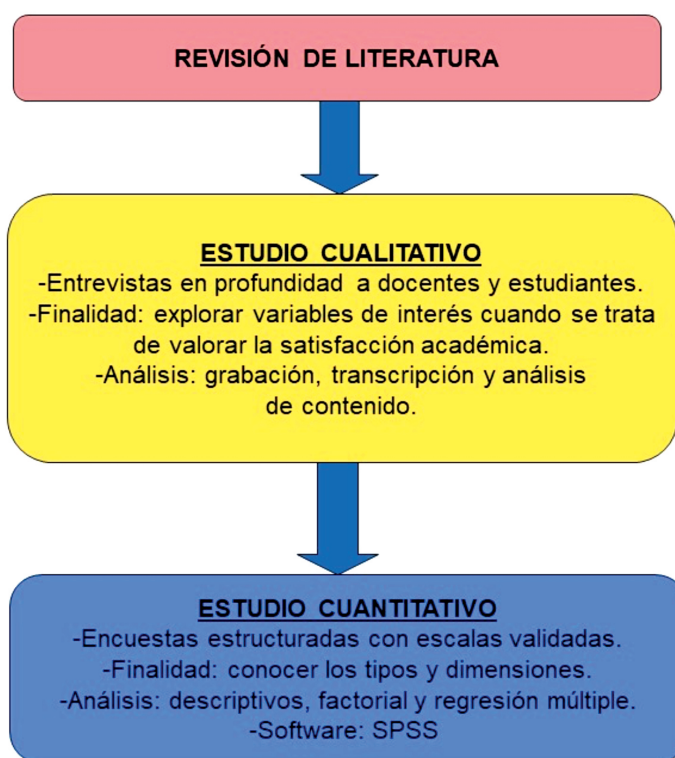 REVISIÓN DE LITERATURA
ESTUDIO CUALITATIVO
-Entrevistas en profundidad a docentes y estudiantes.
-Finalidad: explorar variables de interés cuando se trata
de valorar la satisfacción académica.
-Análisis: grabación, transcripción y análisis
de contenido.
ESTUDIO CUANTITATIVO
-Encuestas estructuradas con escalas validadas.
-Finalidad: conocer los tipos y dimensiones.
-Análisis: descriptivos, factorial y regresión múltiple.
-Software: SPSS